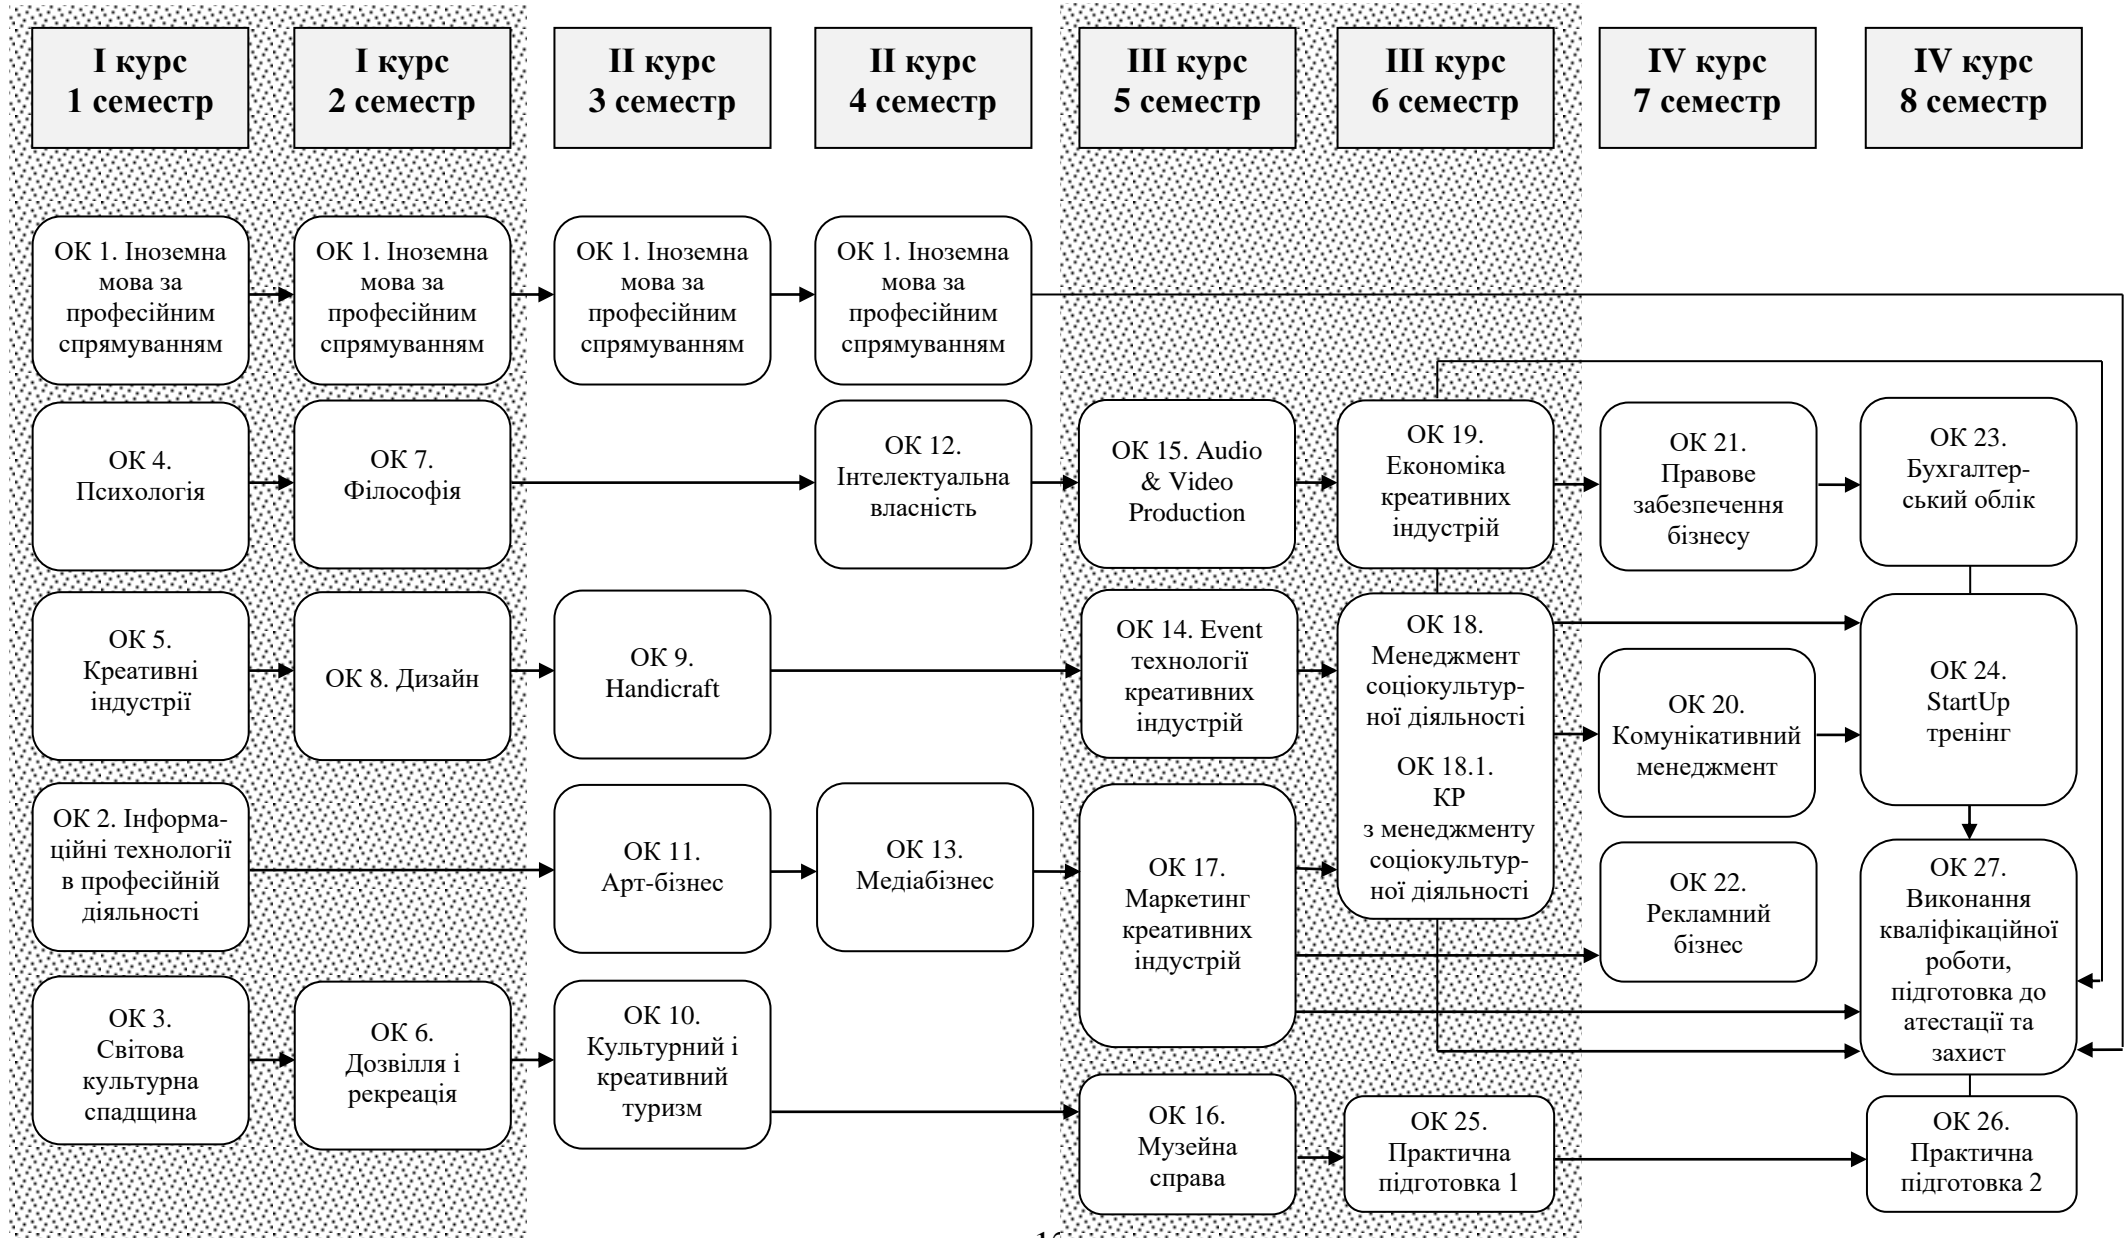 I курс
1 семестр
I курс
2 семестр
II курс
3 семестр
II курс
4 семестр
III курс
5 семестр
III курс
6 семестр
IV курс
7 семестр
IV курс
8 семестр
ОК 1. Іноземна
мова за
професійним
спрямуванням
ОК 1. Іноземна
мова за
професійним
спрямуванням
ОК 1. Іноземна
мова за
професійним
спрямуванням
ОК 1. Іноземна
мова за
професійним
спрямуванням
ОК 4.
Психологія
ОК 7.
Філософія
ОК 12.
Інтелектуальна
власність
ОК 15. Audio
& Video
Production
ОК 19.
Економіка
креативних
індустрій
ОК 21.
Правове
забезпечення
бізнесу
ОК 23.
Бухгалтер-
ський облік
ОК 5.
Креативні
індустрії
ОК 8. Дизайн
ОК 9.
Handicraft
ОК 14. Event
технології
креативних
індустрій
ОК 18.
Менеджмент
соціокультур-
ної діяльності
ОК 18.1.
КР
з менеджменту
соціокультур-
ної діяльності
ОК 20.
Комунікативний
менеджмент
ОК 24.
StartUp
тренінг
ОК 2. Інформа-
ційні технології
в професійній
діяльності
ОК 11.
Арт-бізнес
ОК 13.
Медіабізнес
ОК 17.
Маркетинг
креативних
індустрій
ОК 22.
Рекламний
бізнес
ОК 27.
Виконання
кваліфікаційної
роботи,
підготовка до
атестації та
захист
ОК 3.
Світова
культурна
спадщина
ОК 6.
Дозвілля і
рекреація
ОК 10.
Культурний і
креативний
туризм
ОК 16.
Музейна
справа
ОК 25.
Практична
підготовка 1
ОК 26.
Практична
підготовка 2